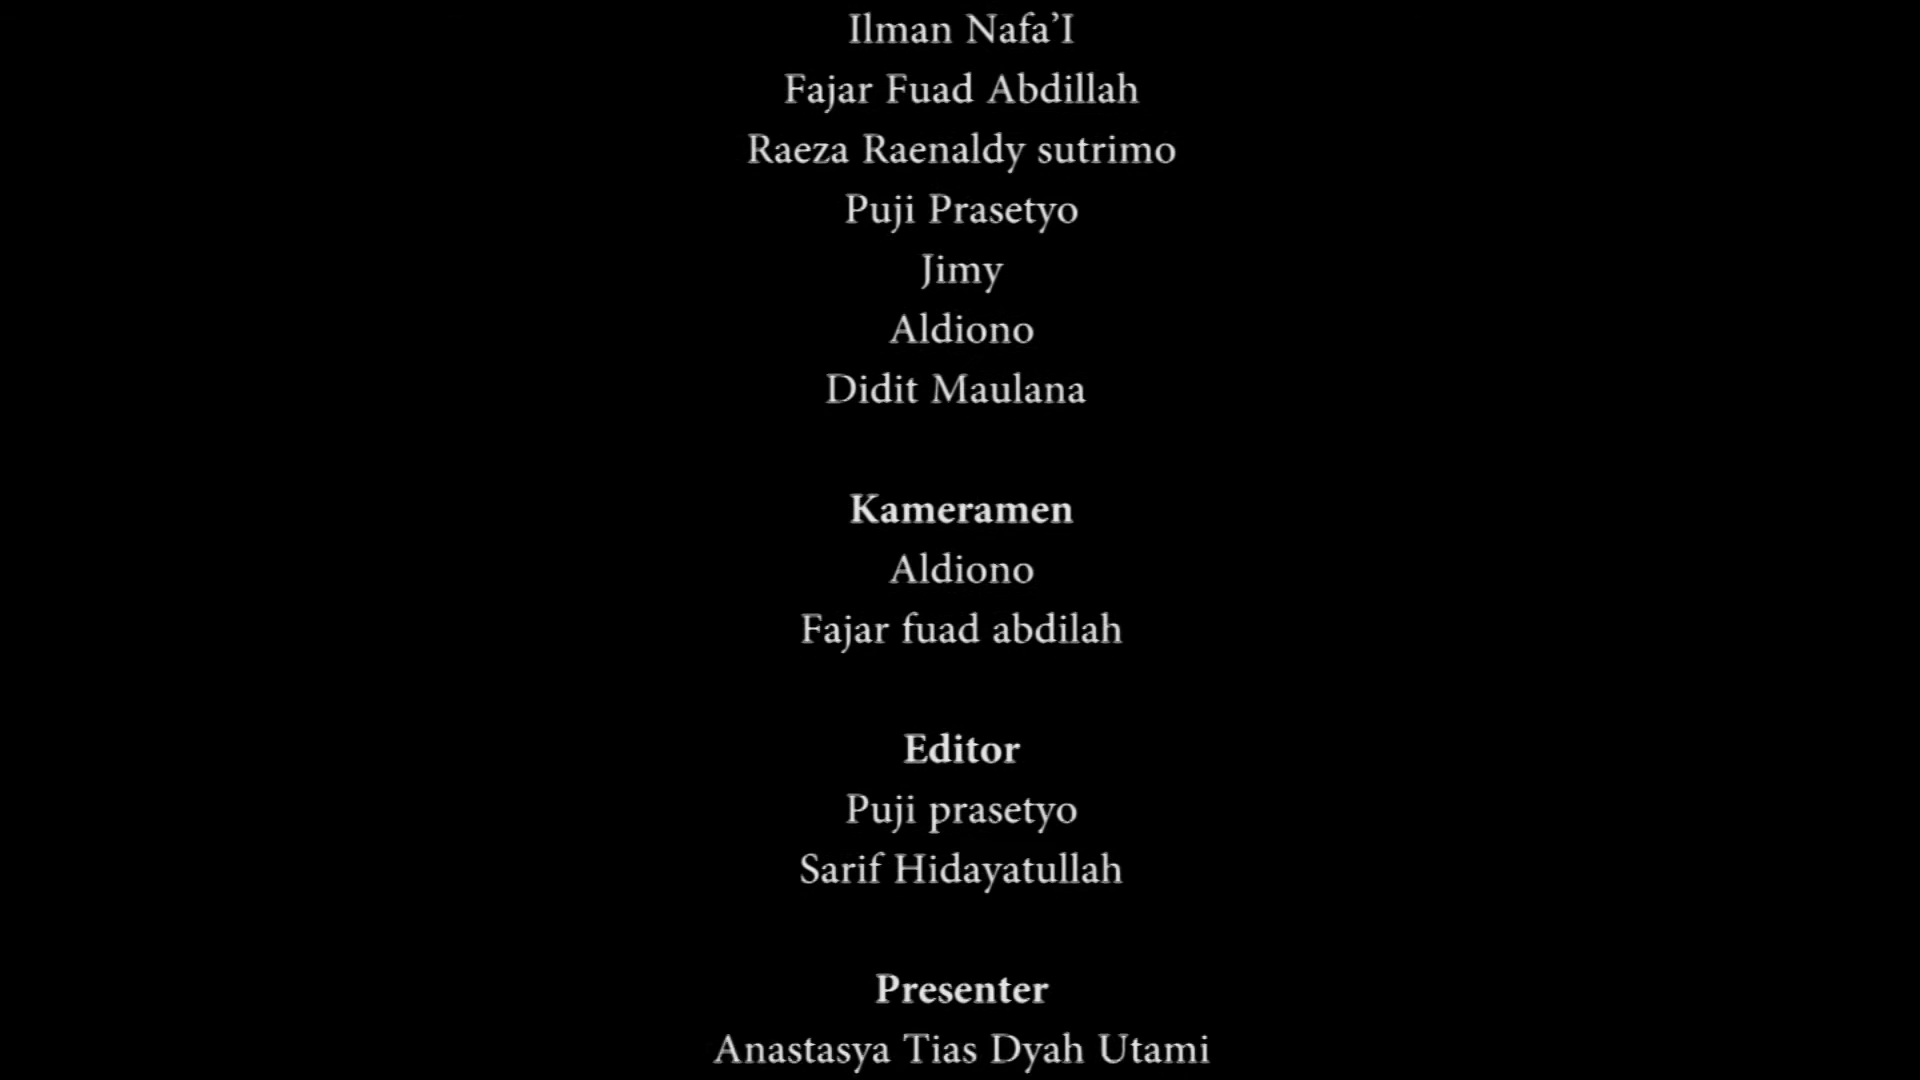 Ilman Nafa’I
Fajar Fuad Abdillah
Raeza Raenaldy sutrimo
Puji Prasetyo
Jimy
Aldiono
Didit Maulana
Kameramen
Aldiono
Fajar fuad abdilah
Editor
Puji prasetyo
Sarif Hidayatullah
Presenter
Anastasya Tias Dyah Utami